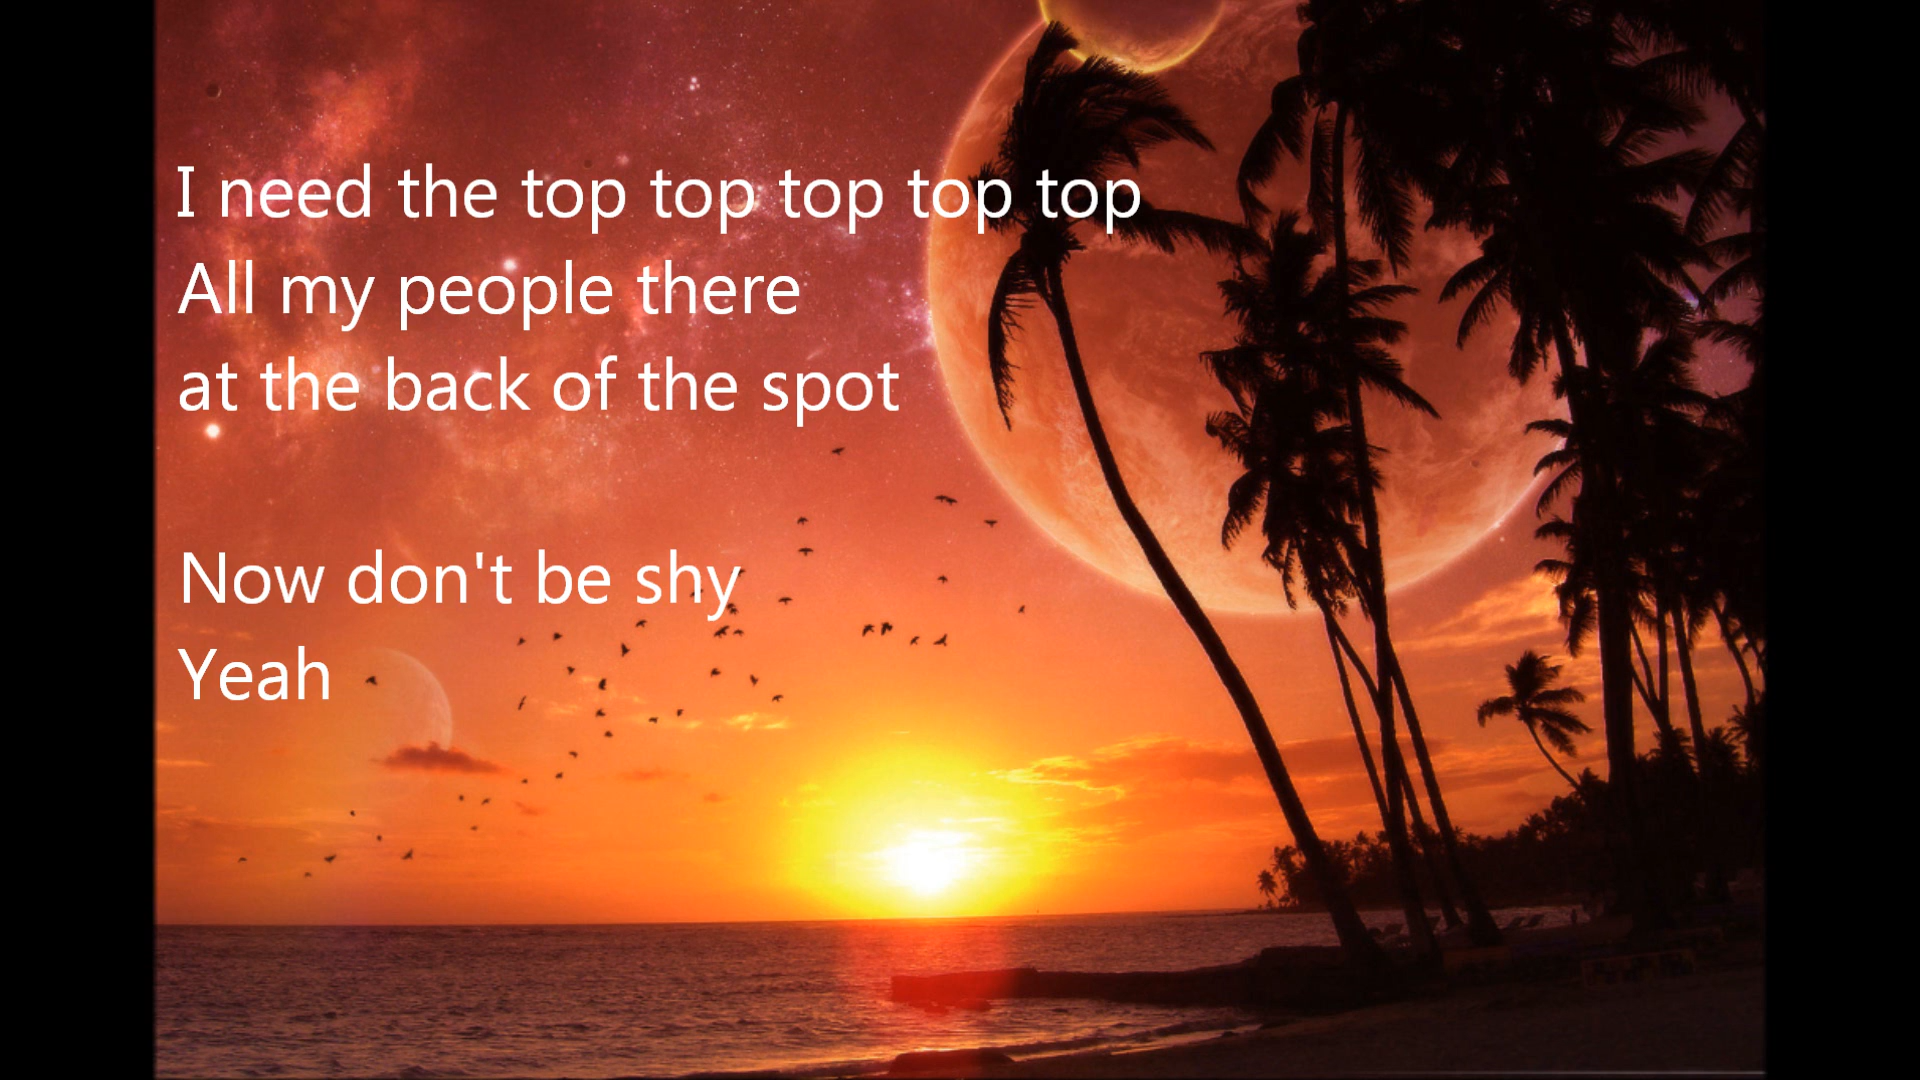 I need the top top top top top
All my people there
at the back of the spot
Now don't be shy
Yeah